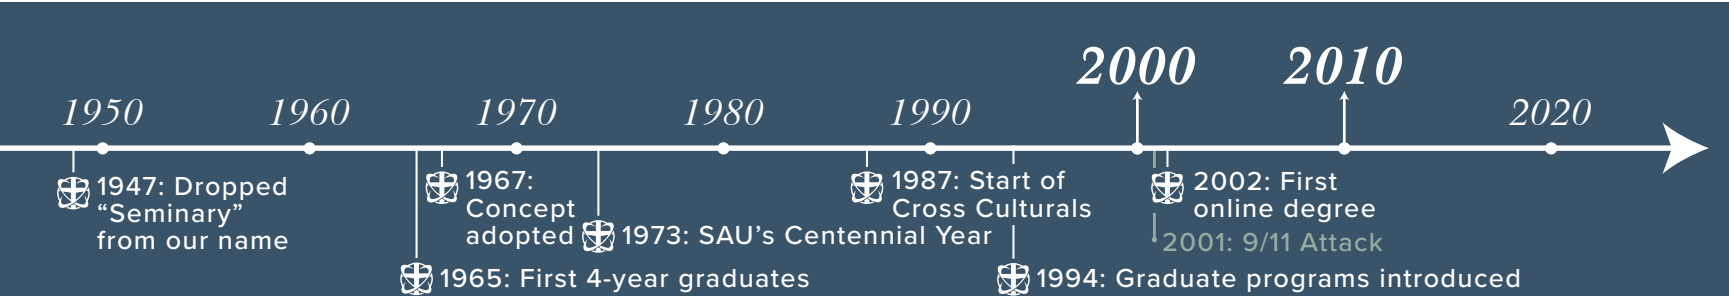 1950
1960
1970
1980
1990
2000
2010
2020
1947: Dropped
“Seminary”
from our name
1965: First 4-year graduates
1967:
Concept
adopted
1973: SAU’s Centennial Year
1987: Start of
Cross Culturals
1994: Graduate programs introduced
2002: First
online degree
2001: 9/11 Attack